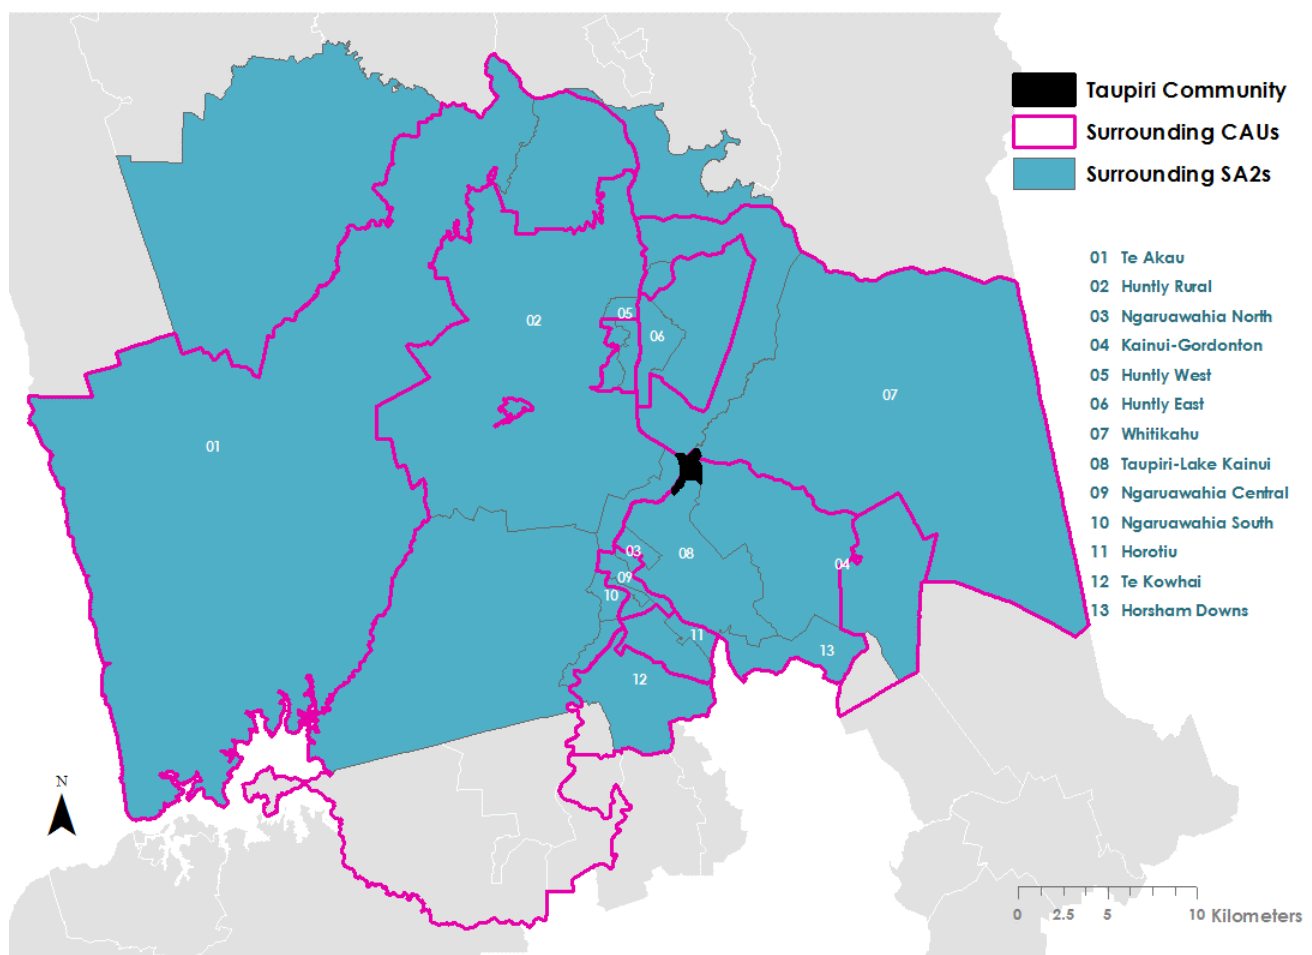 Taupiri Community
Surrounding CAUs
Surrounding SA2s
01 Te Akau
02 Huntly Rural
03 Ngaruawahia North
04 Kainui-Gordonton
05 Huntly West
06 Huntly East
07 Whitikahu
08 Taupiri-Lake Kainui
09 Ngaruawahia Central
10 Ngaruawahia South
11 Horotiu
12 Te Kowhai
13 Horsham Downs
05
02
06
07
01
03
08
04
09
10
11
13
12
N
0 2.5 5 10 Kilometers